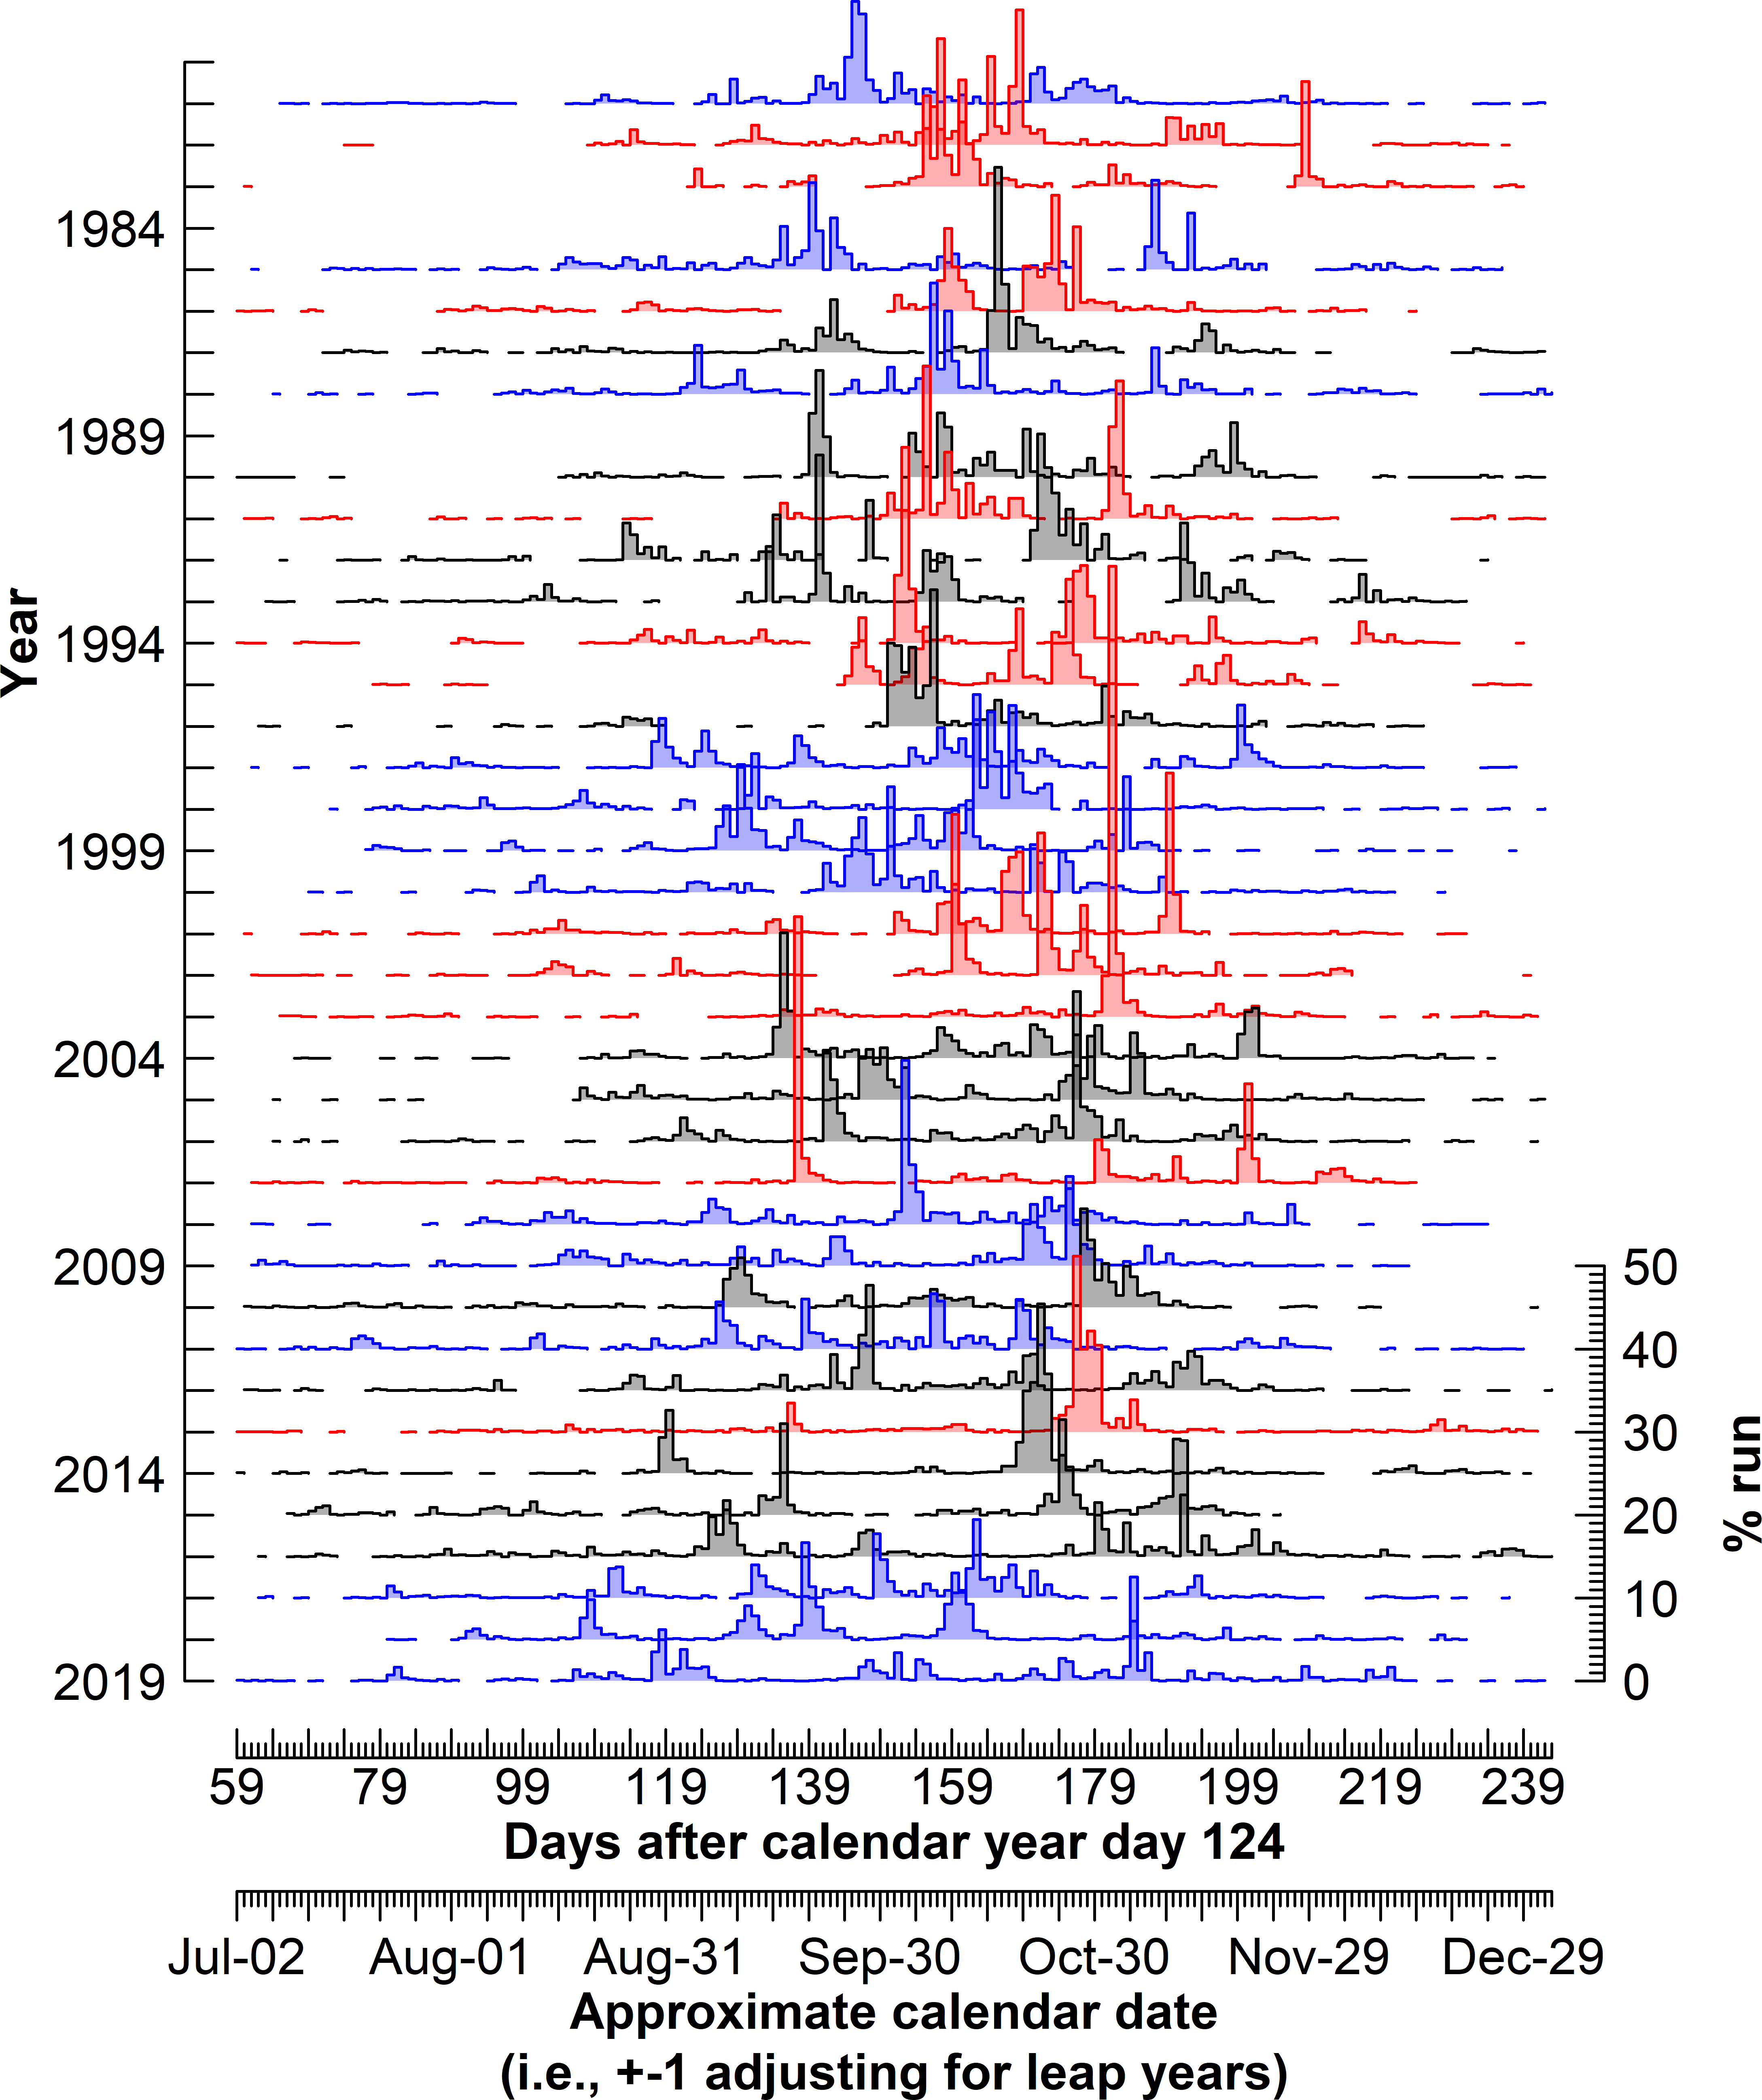 Year
1984
1989
1994
1999
2004
2009
2014
2019
50
40
30
20
10
0
% run
59 79 99 119 139 159 179 199 219 239
Days after calendar year day 124
Jul-02 Aug-01 Aug-31 Sep-30 Oct-30 Nov-29 Dec-29
Approximate calendar date
(i.e., +-1 adjusting for leap years)